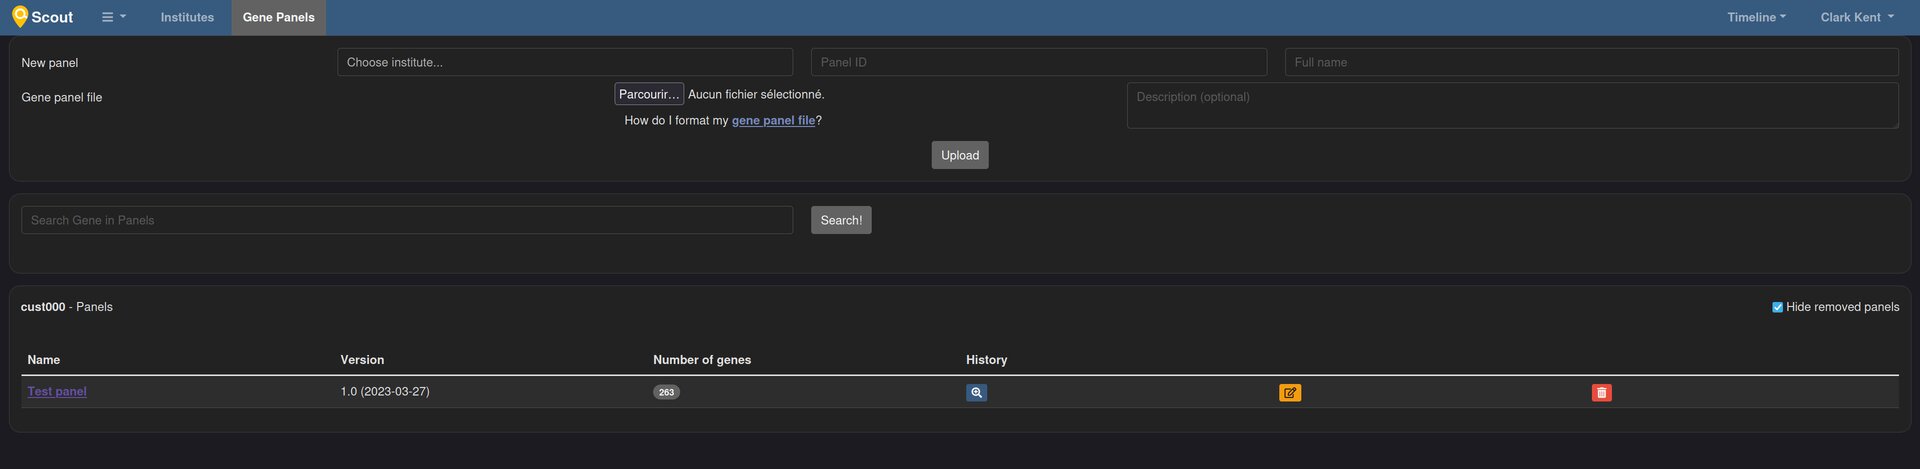 Scout Institutes Gene Panels Timeline Clark Kent
New panel Choose institute... Panel ID Full name
Gene panel file Parcourir... Aucun fichier sélectionné. Description (optional)
How do I format my gene panel file?
Upload
Search Gene in Panels Search!
cust000 - Panels Hide removed panels
Name Version Number of genes History
Test panel 1.0 (2023-03-27) 263